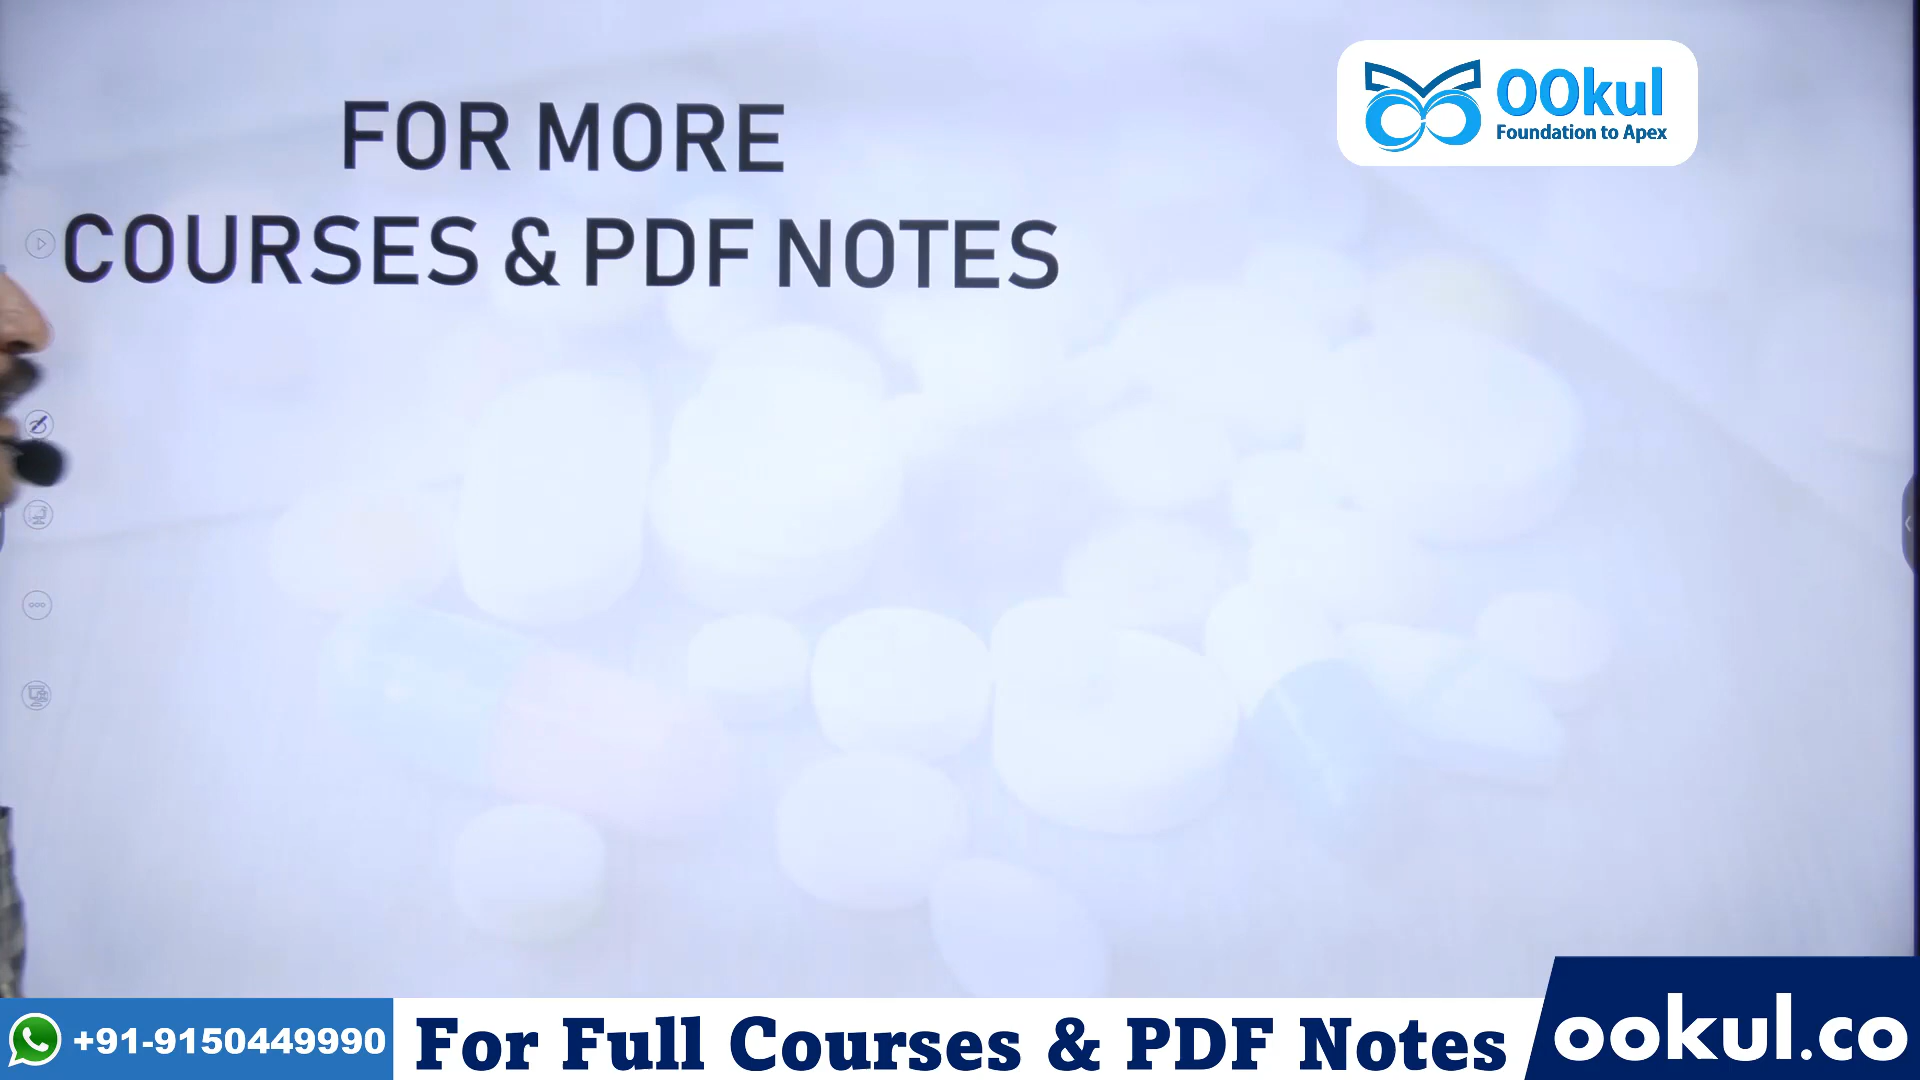 FOR MORE
COURSES & PDF NOTES
OOkul
Foundation to Apex
+91-9150449990
For Full Courses & PDF Notes
ookul.co